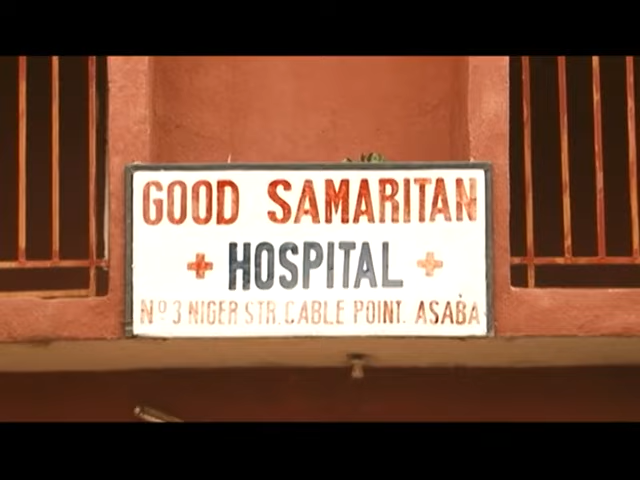 GOOD SAMARITAN
HOSPITAL
Nº 3 NIGER STR. CABLE POINT. ASABA